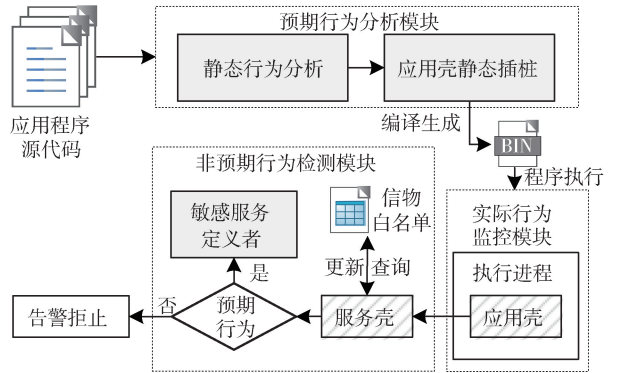 预期行为分析模块
静态行为分析
应用壳静态插桩
应用程序
源代码
编译生成
BIN
程序执行
非预期行为检测模块
敏感服务
定义者
信物
白名单
实际行为
监控模块
更新 查询
是
执行进程
否
预期
行为
告警拒止
服务壳
应用壳